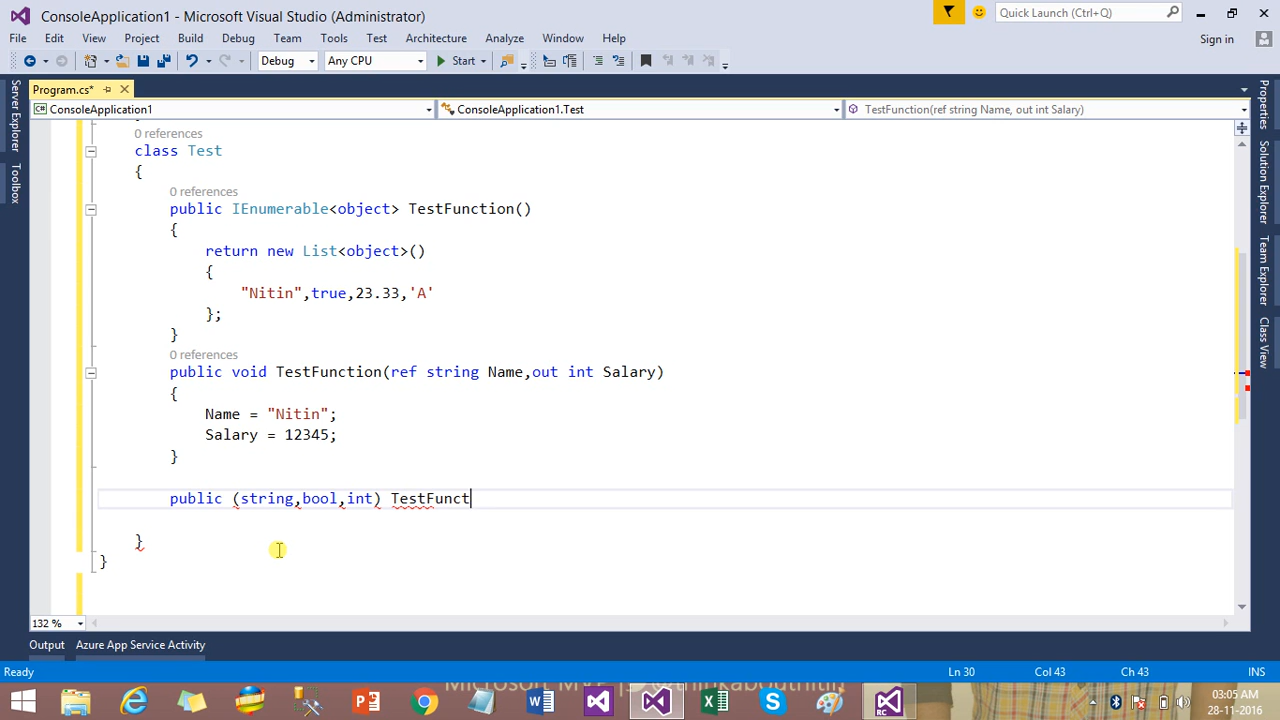 ConsoleApplication1 - Microsoft Visual Studio (Administrator)
Quick Launch (Ctrl+Q)
File Edit View Project Build Debug Team Tools Test Architecture Analyze Window Help
Sign in
Debug Any CPU Start
Program.cs*
ConsoleApplication1 ConsoleApplication1.Test TestFunction(ref string Name, out int Salary)
Server Explorer
Toolbox
Properties
Solution Explorer
Team Explorer
Class View
0 references
class Test
{
0 references
public IEnumerable<object> TestFunction()
{
return new List<object>()
{
"Nitin",true,23.33,'A'
};
}
0 references
public void TestFunction(ref string Name,out int Salary)
{
Name = "Nitin";
Salary = 12345;
}
public (string,bool,int) TestFunct
}
}
132 %
Output Azure App Service Activity
Ready Ln 30 Col 43 Ch 43 INS
RC
03:05 AM
28-11-2016